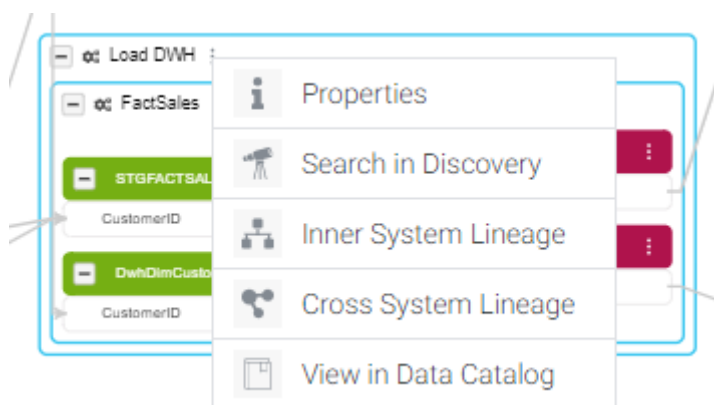 Load DWH
FactSales
Properties
Search in Discovery
STGFACTSAL
CustomerID
Inner System Lineage
DwhDimCusto
CustomerID
Cross System Lineage
View in Data Catalog